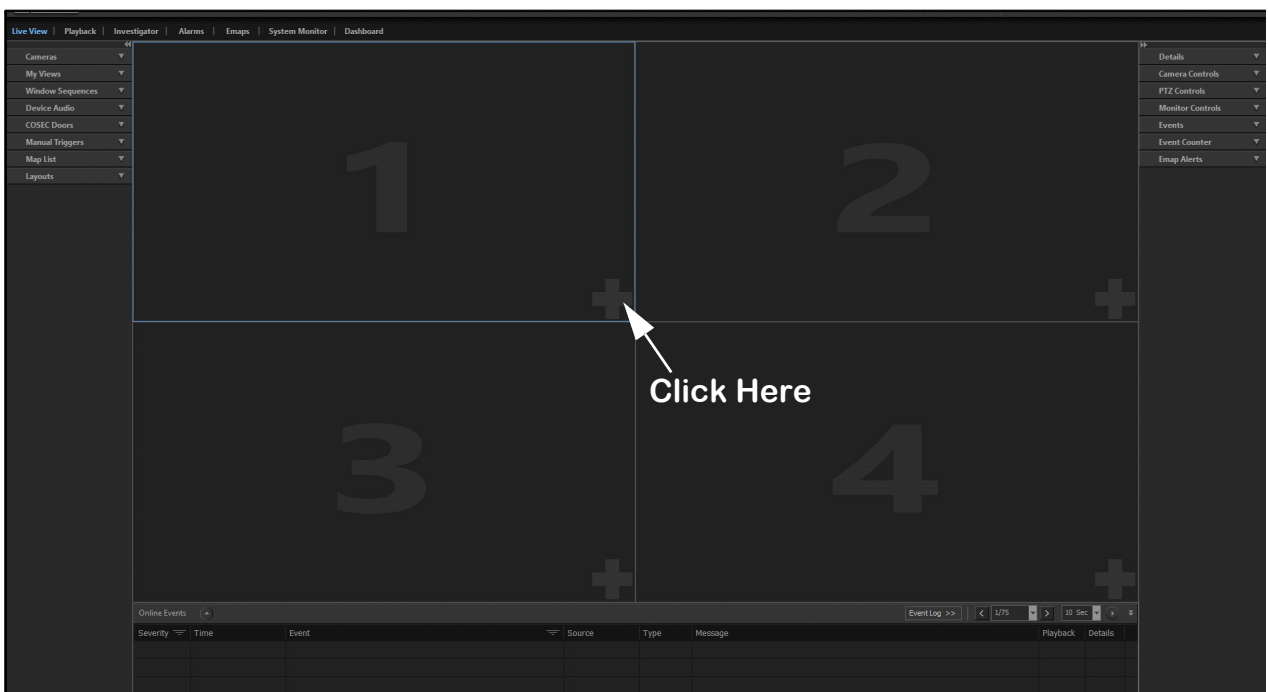 Live View | Playback | Investigator | Alarms | Emaps | System Monitor | Dashboard
Cameras
My Views
Window Sequences
Device Audio
COSEC Doors
Manual Triggers
Map List
Layouts
1
2
Click Here
3
4
Details
Camera Controls
PTZ Controls
Monitor Controls
Events
Event Counter
Emap Alerts
Online Events Event Log >> < 1/75 > 10 Sec
Severity Time Event Source Type Message Playback Details